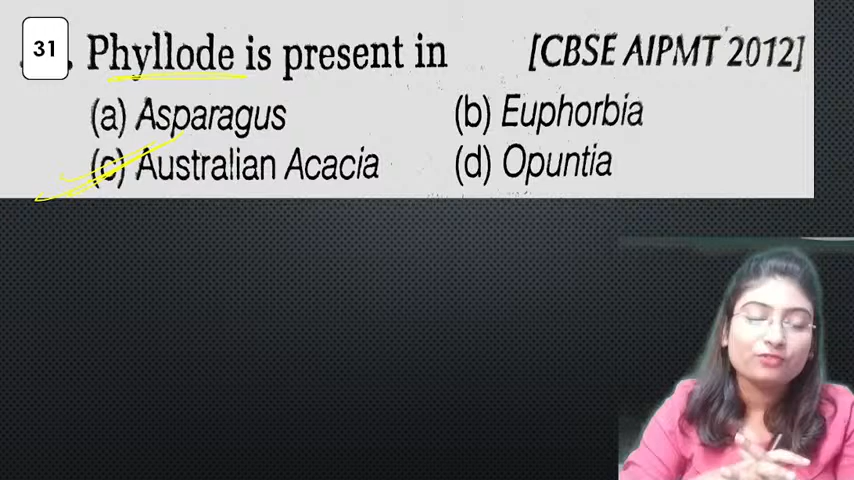 31 . Phyllode is present in [CBSE AIPMT 2012]
(a) Asparagus (b) Euphorbia
(c) Australian Acacia (d) Opuntia